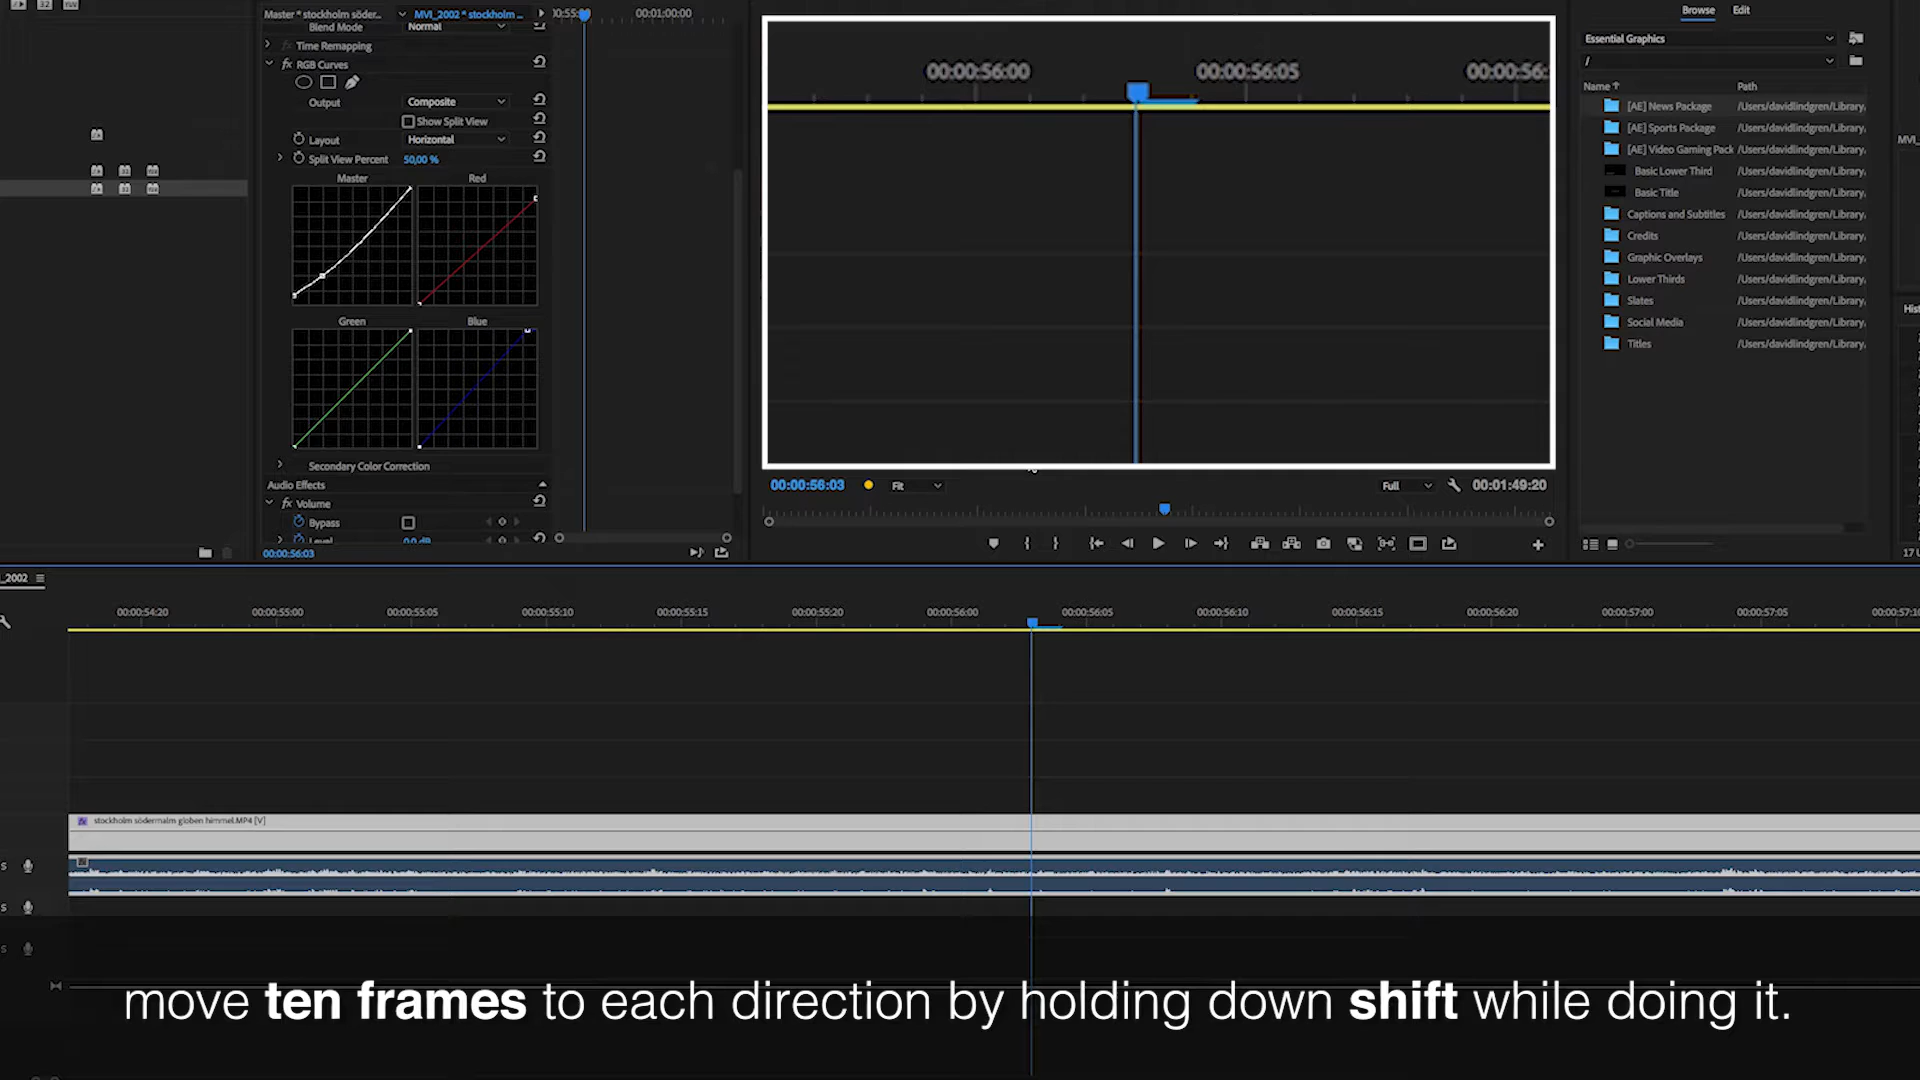 Master * stockholm söder...
MVI_2002 * stockholm ...
00:01:00:00
Blend Mode
Normal
Time Remapping
fx RGB Curves
Output
Composite
Show Split View
Layout
Horizontal
Split View Percent
50,00 %
Master
Red
Green
Blue
Secondary Color Correction
Audio Effects
fx Volume
Bypass
Level
0,0 dB
00:00:56:03
00:00:56:00
00:00:56:05
00:00:56:
00:00:56:03
Fit
Full
00:01:49:20
Browse
Edit
Essential Graphics
/
Name
Path
[AE] News Package
/Users/davidlindgren/Library,
[AE] Sports Package
/Users/davidlindgren/Library,
[AE] Video Gaming Pack
/Users/davidlindgren/Library,
Basic Lower Third
/Users/davidlindgren/Library,
Basic Title
/Users/davidlindgren/Library,
Captions and Subtitles
/Users/davidlindgren/Library,
Credits
/Users/davidlindgren/Library,
Graphic Overlays
/Users/davidlindgren/Library,
Lower Thirds
/Users/davidlindgren/Library,
Slates
/Users/davidlindgren/Library,
Social Media
/Users/davidlindgren/Library,
Titles
/Users/davidlindgren/Library,
MVI_
Hist
17 U
_2002
00:00:54:20
00:00:55:00
00:00:55:05
00:00:55:10
00:00:55:15
00:00:55:20
00:00:56:00
00:00:56:05
00:00:56:10
00:00:56:15
00:00:56:20
00:00:57:00
00:00:57:05
00:00:57:10
fx stockholm södermalm globen himmel.MP4 [V]
S
S
S
move ten frames to each direction by holding down shift while doing it.